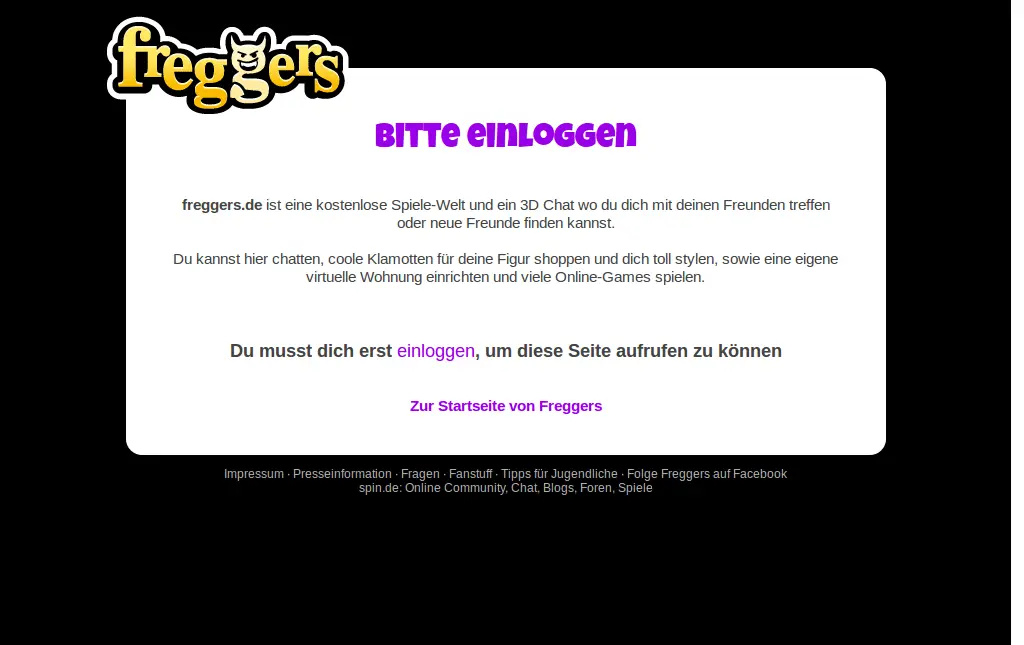 freggers
Bitte einloggen
freggers.de ist eine kostenlose Spiele-Welt und ein 3D Chat wo du dich mit deinen Freunden treffen
oder neue Freunde finden kannst.
Du kannst hier chatten, coole Klamotten für deine Figur shoppen und dich toll stylen, sowie eine eigene
virtuelle Wohnung einrichten und viele Online-Games spielen.
Du musst dich erst einloggen, um diese Seite aufrufen zu können
Zur Startseite von Freggers
Impressum · Presseinformation · Fragen · Fanstuff · Tipps für Jugendliche · Folge Freggers auf Facebook
spin.de: Online Community, Chat, Blogs, Foren, Spiele